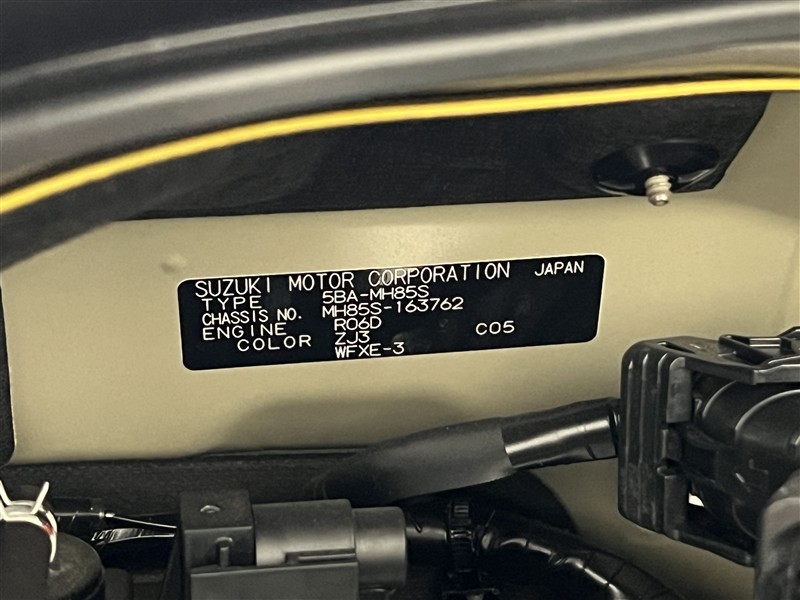 SUZUKI MOTOR CORPORATION JAPAN
TYPE 5BA-MH85S
CHASSIS NO. MH85S-163762
ENGINE R06D
COLOR ZJ3 C05
WFXE-3